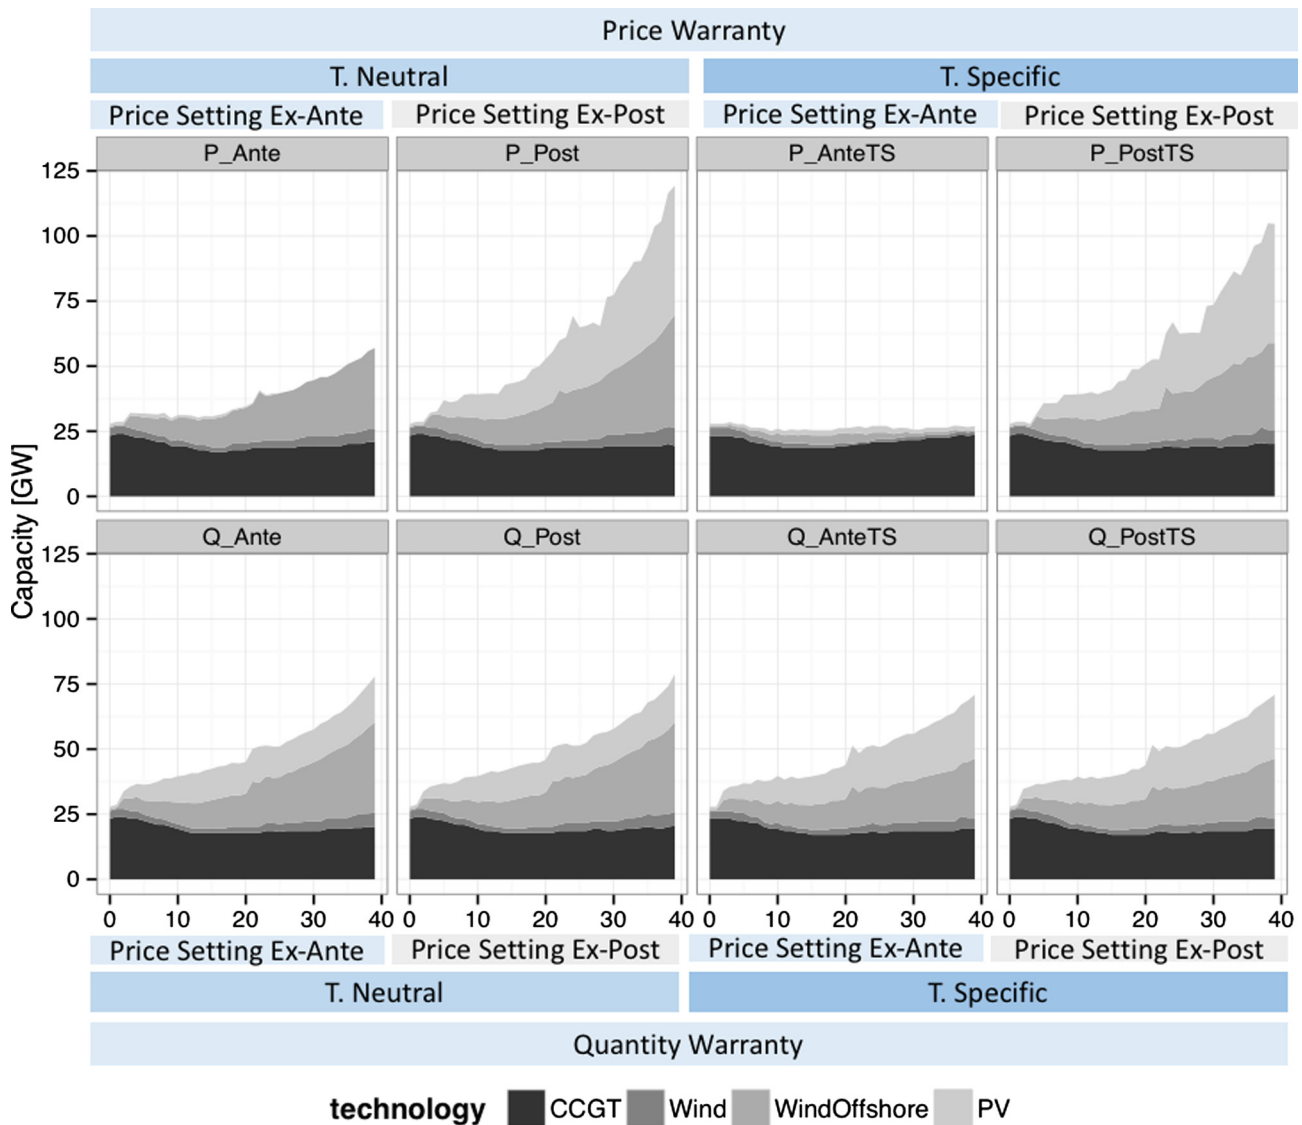 Price Warranty
T. Neutral T. Specific
Price Setting Ex-Ante Price Setting Ex-Post Price Setting Ex-Ante Price Setting Ex-Post
P_Ante P_Post P_AnteTS P_PostTS
125
100
75
50
25
0
Capacity [GW]
Q_Ante Q_Post Q_AnteTS Q_PostTS
125
100
75
50
25
0
0 10 20 30 40 0 10 20 30 40 0 10 20 30 40 0 10 20 30 40
Price Setting Ex-Ante Price Setting Ex-Post Price Setting Ex-Ante Price Setting Ex-Post
T. Neutral T. Specific
Quantity Warranty
technology CCGT Wind WindOffshore PV